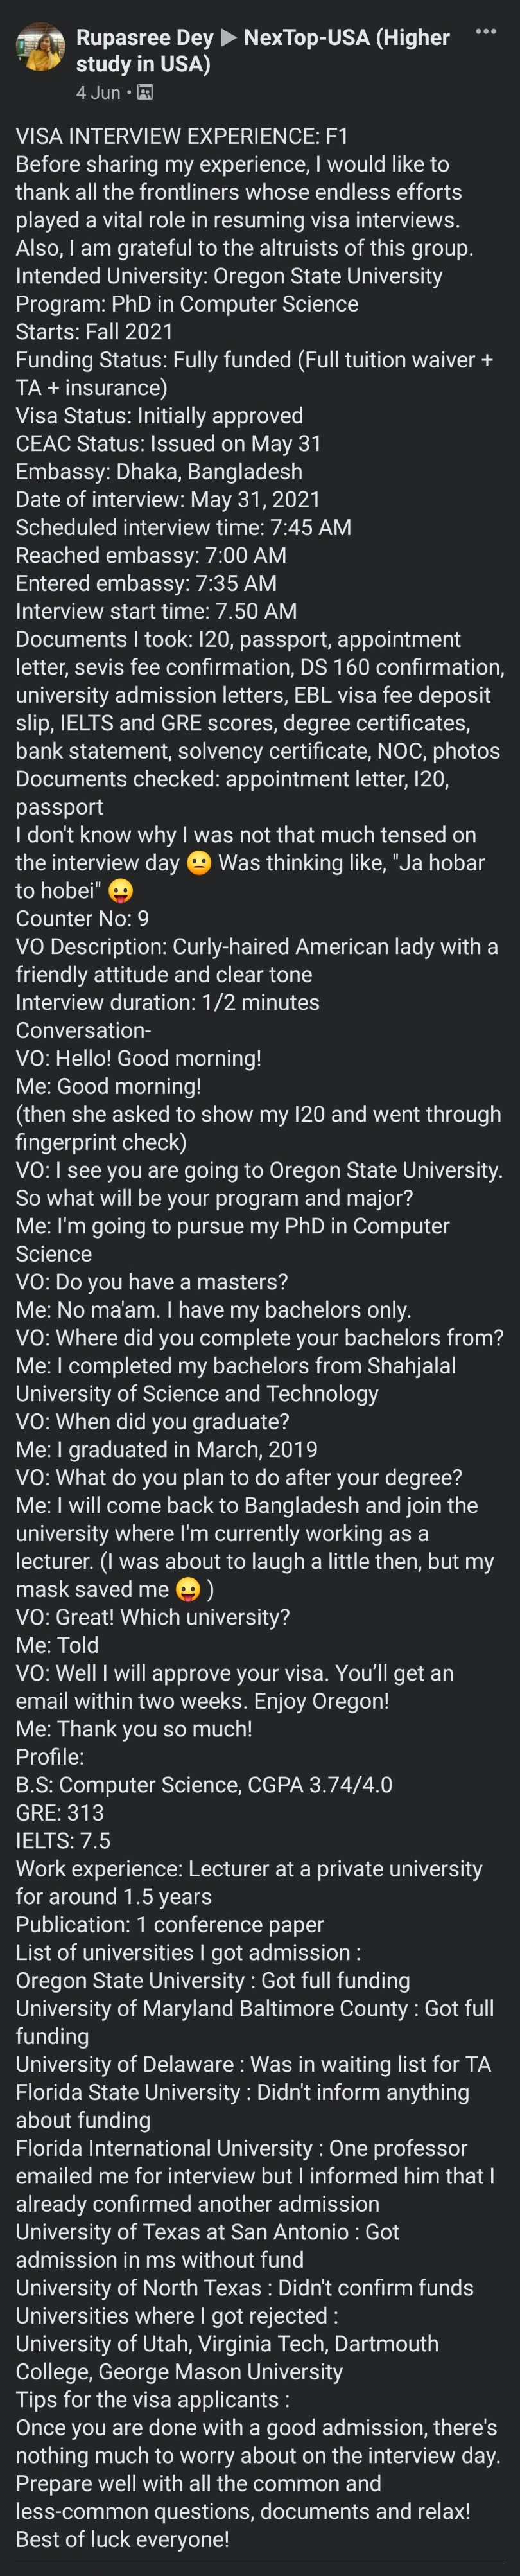 Rupasree Dey ▶ NexTop-USA (Higher
study in USA)
4 Jun •
VISA INTERVIEW EXPERIENCE: F1
Before sharing my experience, I would like to
thank all the frontliners whose endless efforts
played a vital role in resuming visa interviews.
Also, I am grateful to the altruists of this group.
Intended University: Oregon State University
Program: PhD in Computer Science
Starts: Fall 2021
Funding Status: Fully funded (Full tuition waiver +
TA + insurance)
Visa Status: Initially approved
CEAC Status: Issued on May 31
Embassy: Dhaka, Bangladesh
Date of interview: May 31, 2021
Scheduled interview time: 7:45 AM
Reached embassy: 7:00 AM
Entered embassy: 7:35 AM
Interview start time: 7.50 AM
Documents I took: I20, passport, appointment
letter, sevis fee confirmation, DS 160 confirmation,
university admission letters, EBL visa fee deposit
slip, IELTS and GRE scores, degree certificates,
bank statement, solvency certificate, NOC, photos
Documents checked: appointment letter, I20,
passport
I don't know why I was not that much tensed on
the interview day 😐 Was thinking like, "Ja hobar
to hobei" 😛
Counter No: 9
VO Description: Curly-haired American lady with a
friendly attitude and clear tone
Interview duration: 1/2 minutes
Conversation-
VO: Hello! Good morning!
Me: Good morning!
(then she asked to show my I20 and went through
fingerprint check)
VO: I see you are going to Oregon State University.
So what will be your program and major?
Me: I'm going to pursue my PhD in Computer
Science
VO: Do you have a masters?
Me: No ma'am. I have my bachelors only.
VO: Where did you complete your bachelors from?
Me: I completed my bachelors from Shahjalal
University of Science and Technology
VO: When did you graduate?
Me: I graduated in March, 2019
VO: What do you plan to do after your degree?
Me: I will come back to Bangladesh and join the
university where I'm currently working as a
lecturer. (I was about to laugh a little then, but my
mask saved me 😛 )
VO: Great! Which university?
Me: Told
VO: Well I will approve your visa. You’ll get an
email within two weeks. Enjoy Oregon!
Me: Thank you so much!
Profile:
B.S: Computer Science, CGPA 3.74/4.0
GRE: 313
IELTS: 7.5
Work experience: Lecturer at a private university
for around 1.5 years
Publication: 1 conference paper
List of universities I got admission :
Oregon State University : Got full funding
University of Maryland Baltimore County : Got full
funding
University of Delaware : Was in waiting list for TA
Florida State University : Didn't inform anything
about funding
Florida International University : One professor
emailed me for interview but I informed him that I
already confirmed another admission
University of Texas at San Antonio : Got
admission in ms without fund
University of North Texas : Didn't confirm funds
Universities where I got rejected :
University of Utah, Virginia Tech, Dartmouth
College, George Mason University
Tips for the visa applicants :
Once you are done with a good admission, there's
nothing much to worry about on the interview day.
Prepare well with all the common and
less-common questions, documents and relax!
Best of luck everyone!